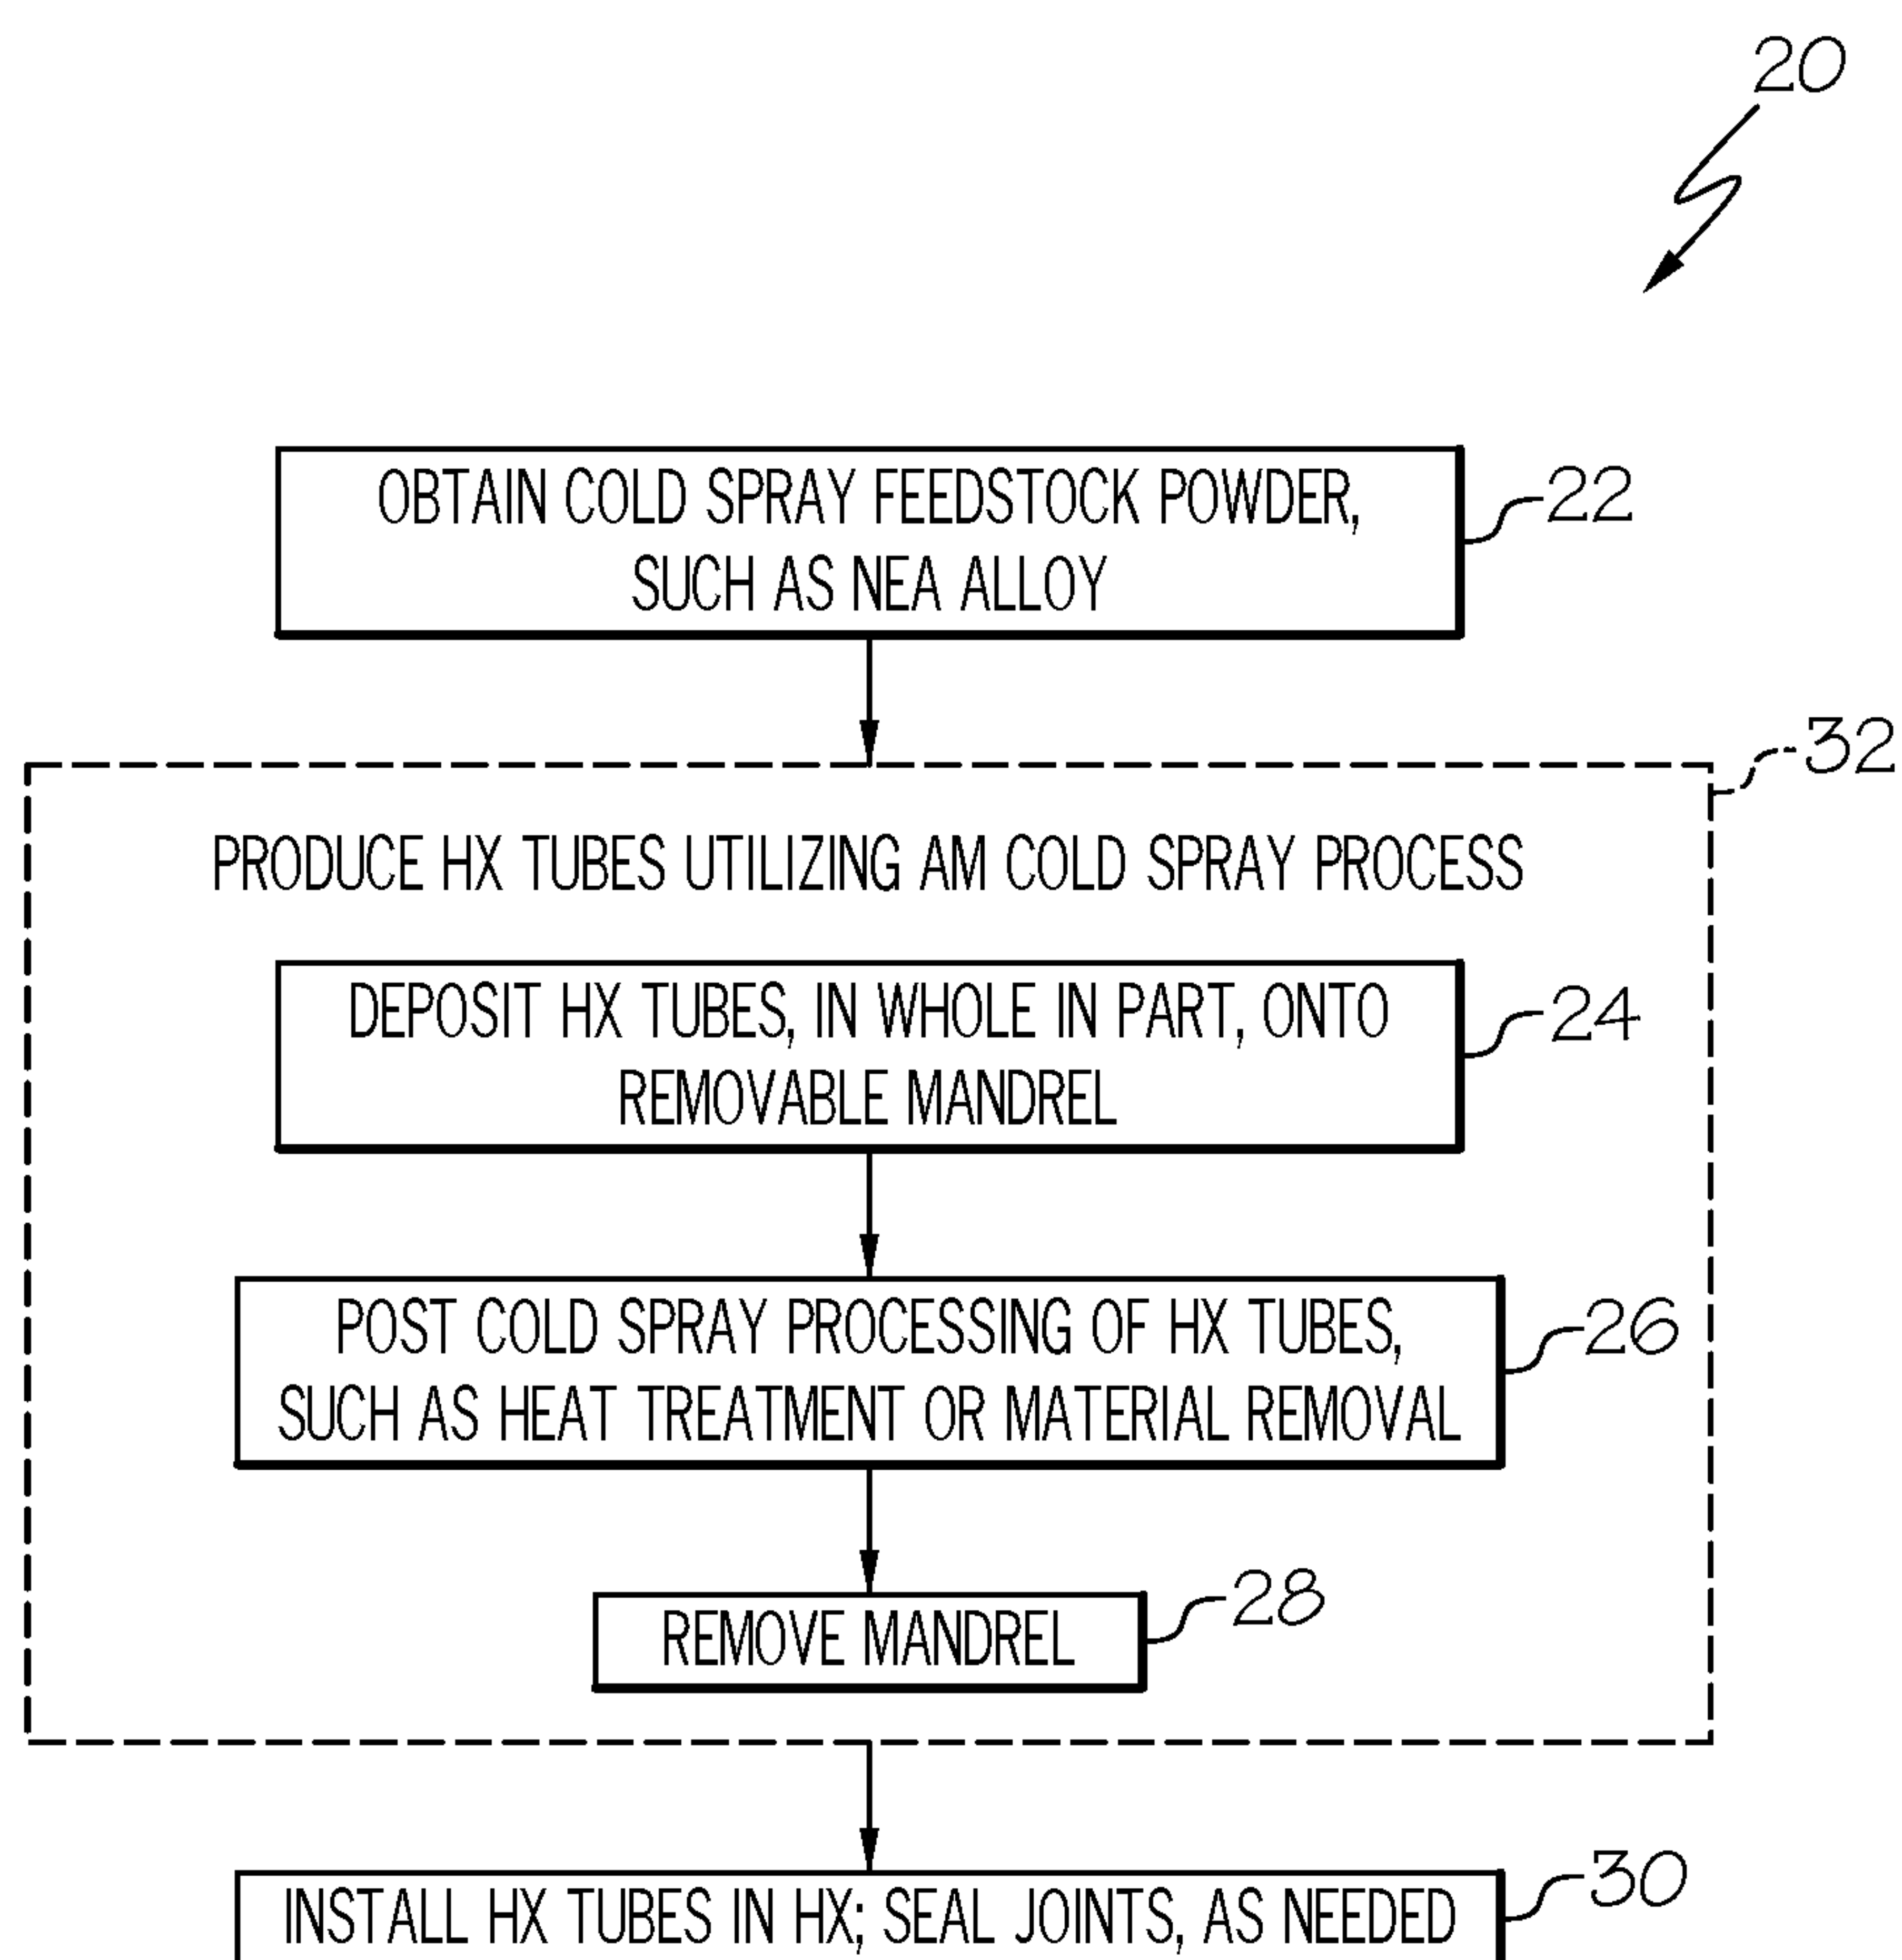 20
OBTAIN COLD SPRAY FEEDSTOCK POWDER,
SUCH AS NEA ALLOY
22
32
PRODUCE HX TUBES UTILIZING AM COLD SPRAY PROCESS
DEPOSIT HX TUBES, IN WHOLE IN PART, ONTO
REMOVABLE MANDREL
24
POST COLD SPRAY PROCESSING OF HX TUBES,
SUCH AS HEAT TREATMENT OR MATERIAL REMOVAL
26
REMOVE MANDREL
28
INSTALL HX TUBES IN HX; SEAL JOINTS, AS NEEDED
30